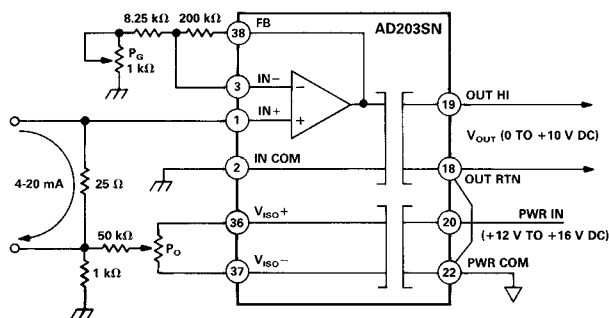 8.25 kΩ
200 kΩ
38
FB
AD203SN
PG
1 kΩ
3
IN−
−
1
IN+
+
19
OUT HI
VOUT (0 TO +10 V DC)
2
IN COM
18
OUT RTN
4-20 mA
25 Ω
50 kΩ
PO
1 kΩ
36
VISO+
20
PWR IN
(+12 V TO +16 V DC)
37
VISO−
22
PWR COM